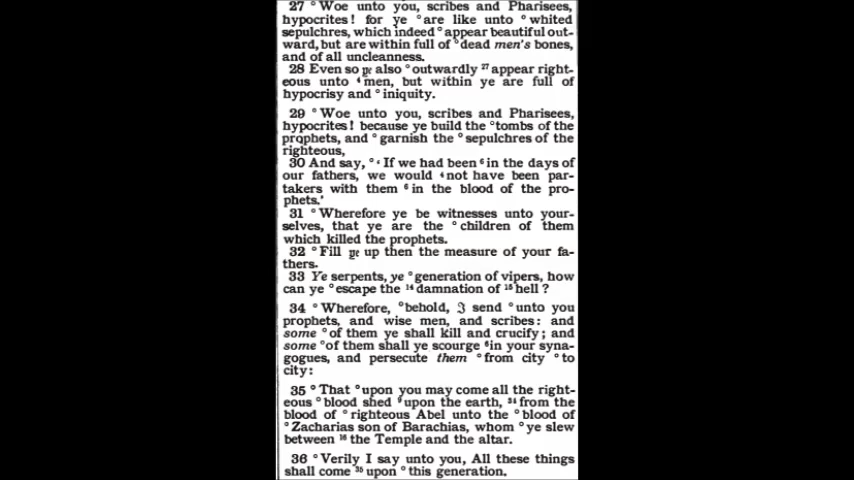 27 °Woe unto you, scribes and Pharisees,
hypocrites! for ye °are like unto °whited
sepulchres, which indeed °appear beautiful out-
ward, but are within full of °dead men's bones,
and of all uncleanness.
28 Even so ye also °outwardly ²⁷ appear right-
eous unto ⁴ men, but within ye are full of
hypocrisy and °iniquity.
29 °Woe unto you, scribes and Pharisees,
hypocrites! because ye build the °tombs of the
prophets, and °garnish the °sepulchres of the
righteous,
30 And say, °‘If we had been ⁶ in the days of
our fathers, we would ⁴ not have been par-
takers with them ⁶ in the blood of the pro-
phets.’
31 °Wherefore ye be witnesses unto your-
selves, that ye are the °children of them
which killed the prophets.
32 °Fill ye up then the measure of your fa-
thers.
33 Ye serpents, ye °generation of vipers, how
can ye °escape the ¹⁴ damnation of ¹⁵ hell?
34 °Wherefore, °behold, I send °unto you
prophets, and wise men, and scribes: and
some °of them ye shall kill and crucify; and
some °of them shall ye scourge ⁶ in your syna-
gogues, and persecute them °from city °to
city:
35 °That °upon you may come all the right-
eous °blood shed ⁹ upon the earth, ³⁴ from the
blood of °righteous Abel unto the °blood of
°Zacharias son of Barachias, whom °ye slew
between ¹⁶ the Temple and the altar.
36 °Verily I say unto you, All these things
shall come ³⁵ upon °this generation.